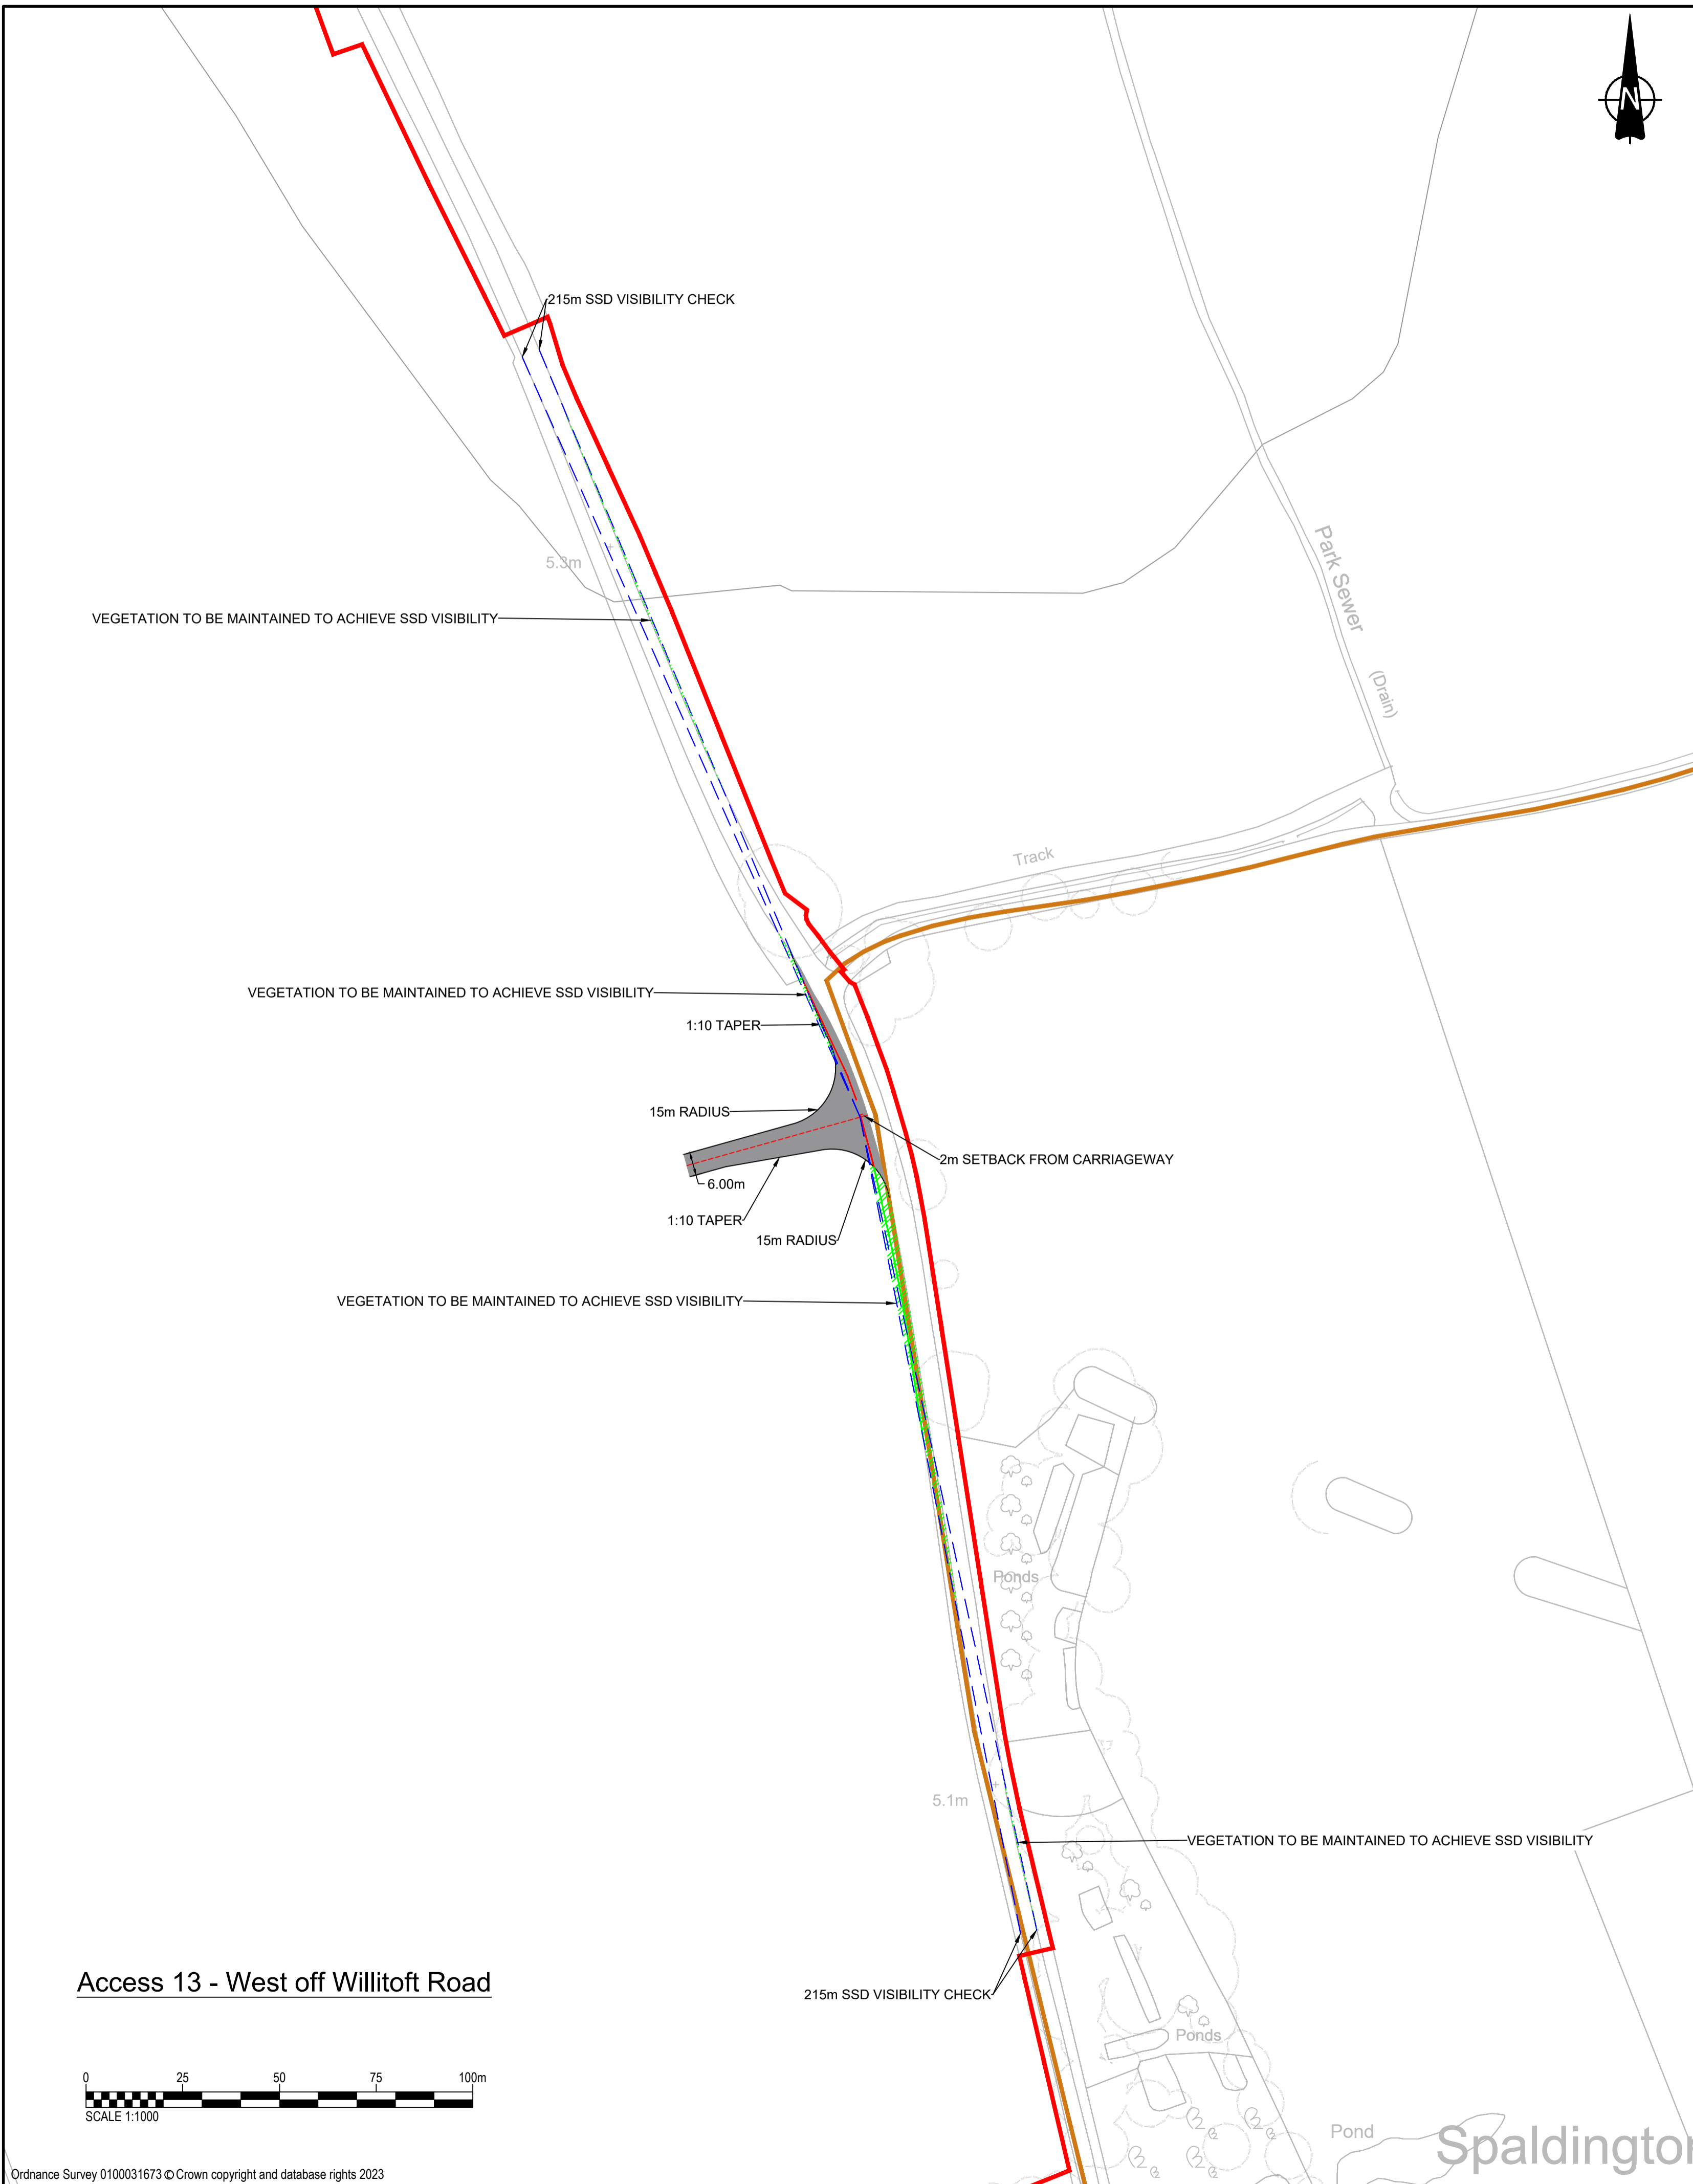 N
215m SSD VISIBILITY CHECK
Park Sewer
5.3m
VEGETATION TO BE MAINTAINED TO ACHIEVE SSD VISIBILITY
(Drain)
Track
VEGETATION TO BE MAINTAINED TO ACHIEVE SSD VISIBILITY
1:10 TAPER
15m RADIUS
2m SETBACK FROM CARRIAGEWAY
6.00m
1:10 TAPER
15m RADIUS
VEGETATION TO BE MAINTAINED TO ACHIEVE SSD VISIBILITY
Ponds
5.1m
VEGETATION TO BE MAINTAINED TO ACHIEVE SSD VISIBILITY
Access 13 - West off Willitoft Road
215m SSD VISIBILITY CHECK
Ponds
0 25 50 75 100m
SCALE 1:1000
Pond
Spaldington
Ordnance Survey 0100031673 © Crown copyright and database rights 2023